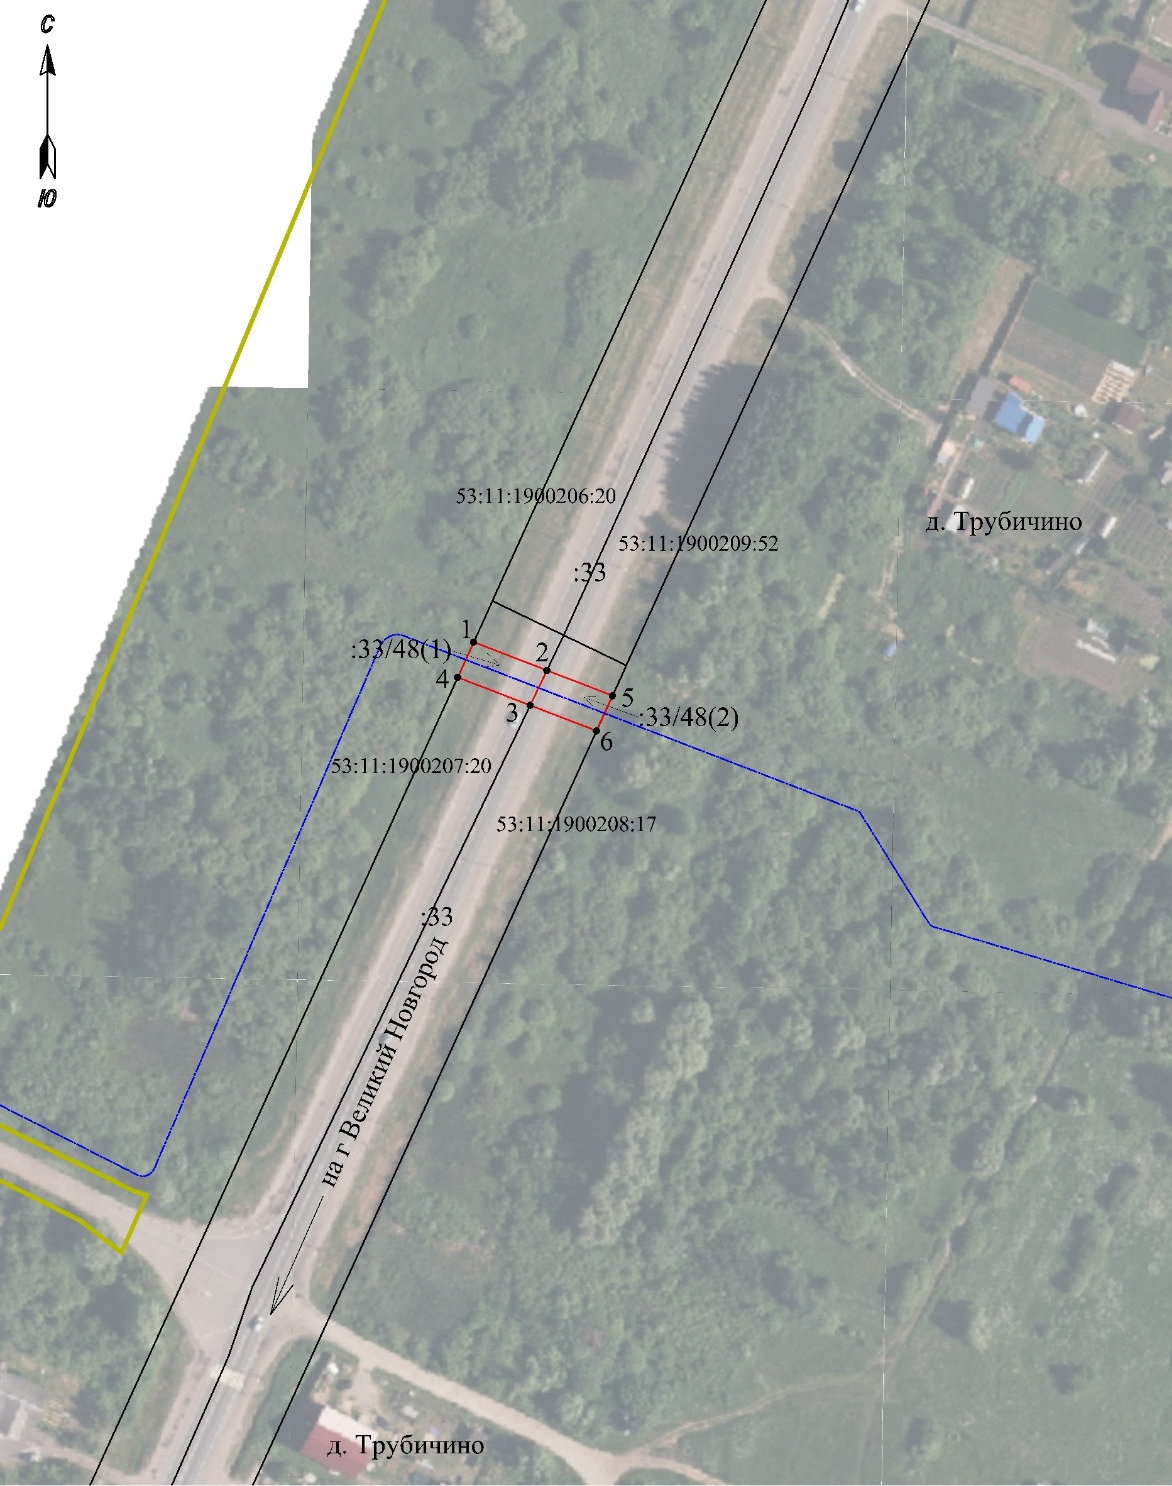 С
Ю
53:11:1900206:20
д. Трубичино
53:11:1900209:52
:33
1
:33/48(1)
2
4
5
3
:33/48(2)
6
53:11:1900207:20
53:11:1900208:17
:33
на г Великий Новгород
д. Трубичино